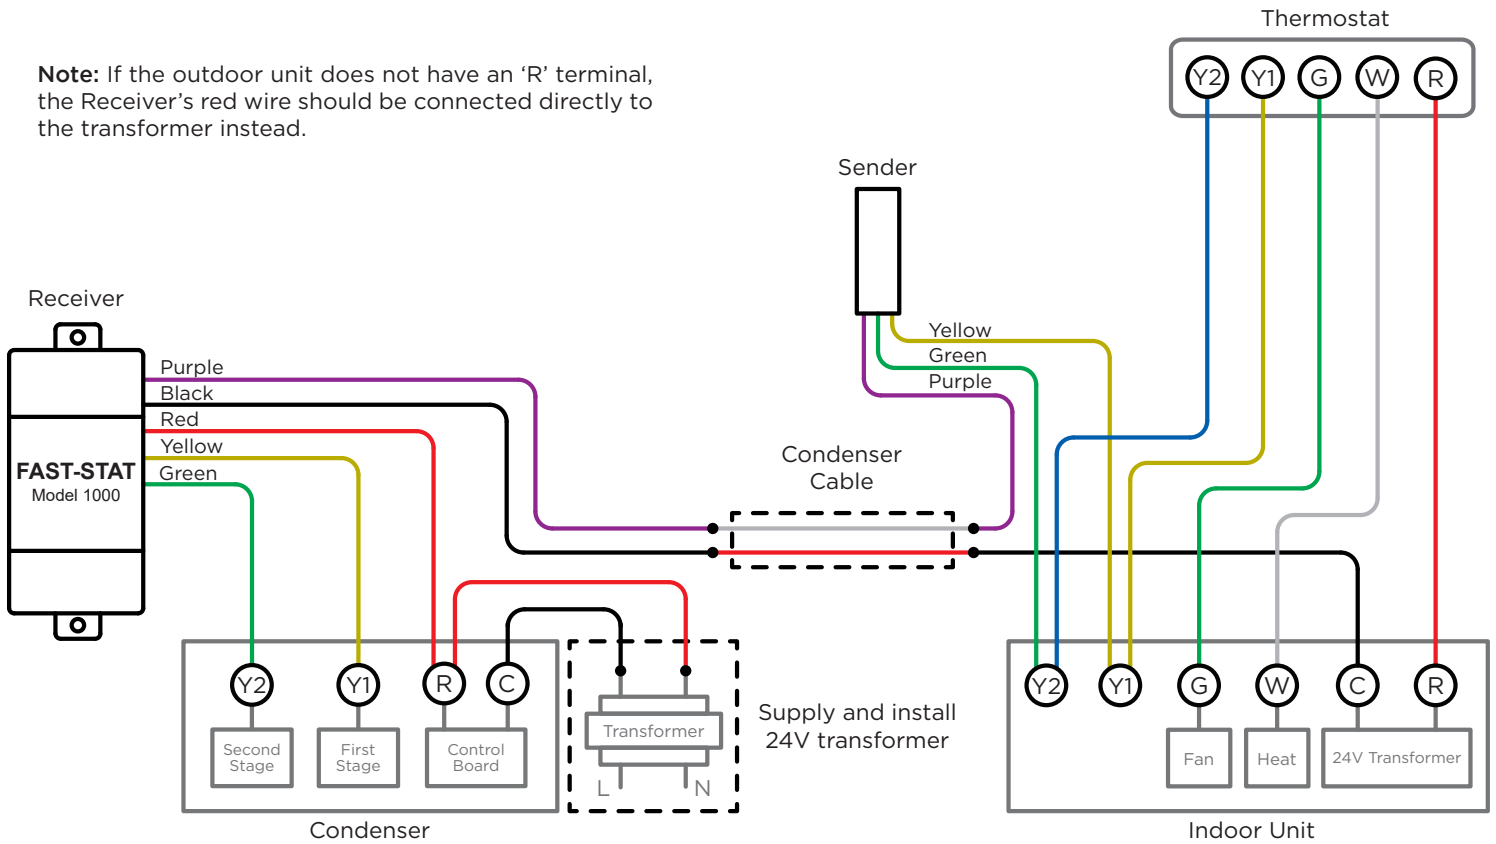 Thermostat
Y2 Y1 G W R
Note: If the outdoor unit does not have an ‘R’ terminal,
the Receiver’s red wire should be connected directly to
the transformer instead.
Sender
Yellow
Green
Purple
Receiver
Purple
Black
Red
Yellow
Green
FAST-STAT
Model 1000
Condenser
Cable
Y2 Y1 R C
Second
Stage
First
Stage
Control
Board
Condenser
Transformer
L N
Supply and install
24V transformer
Y2 Y1 G W C R
Fan
Heat
24V Transformer
Indoor Unit